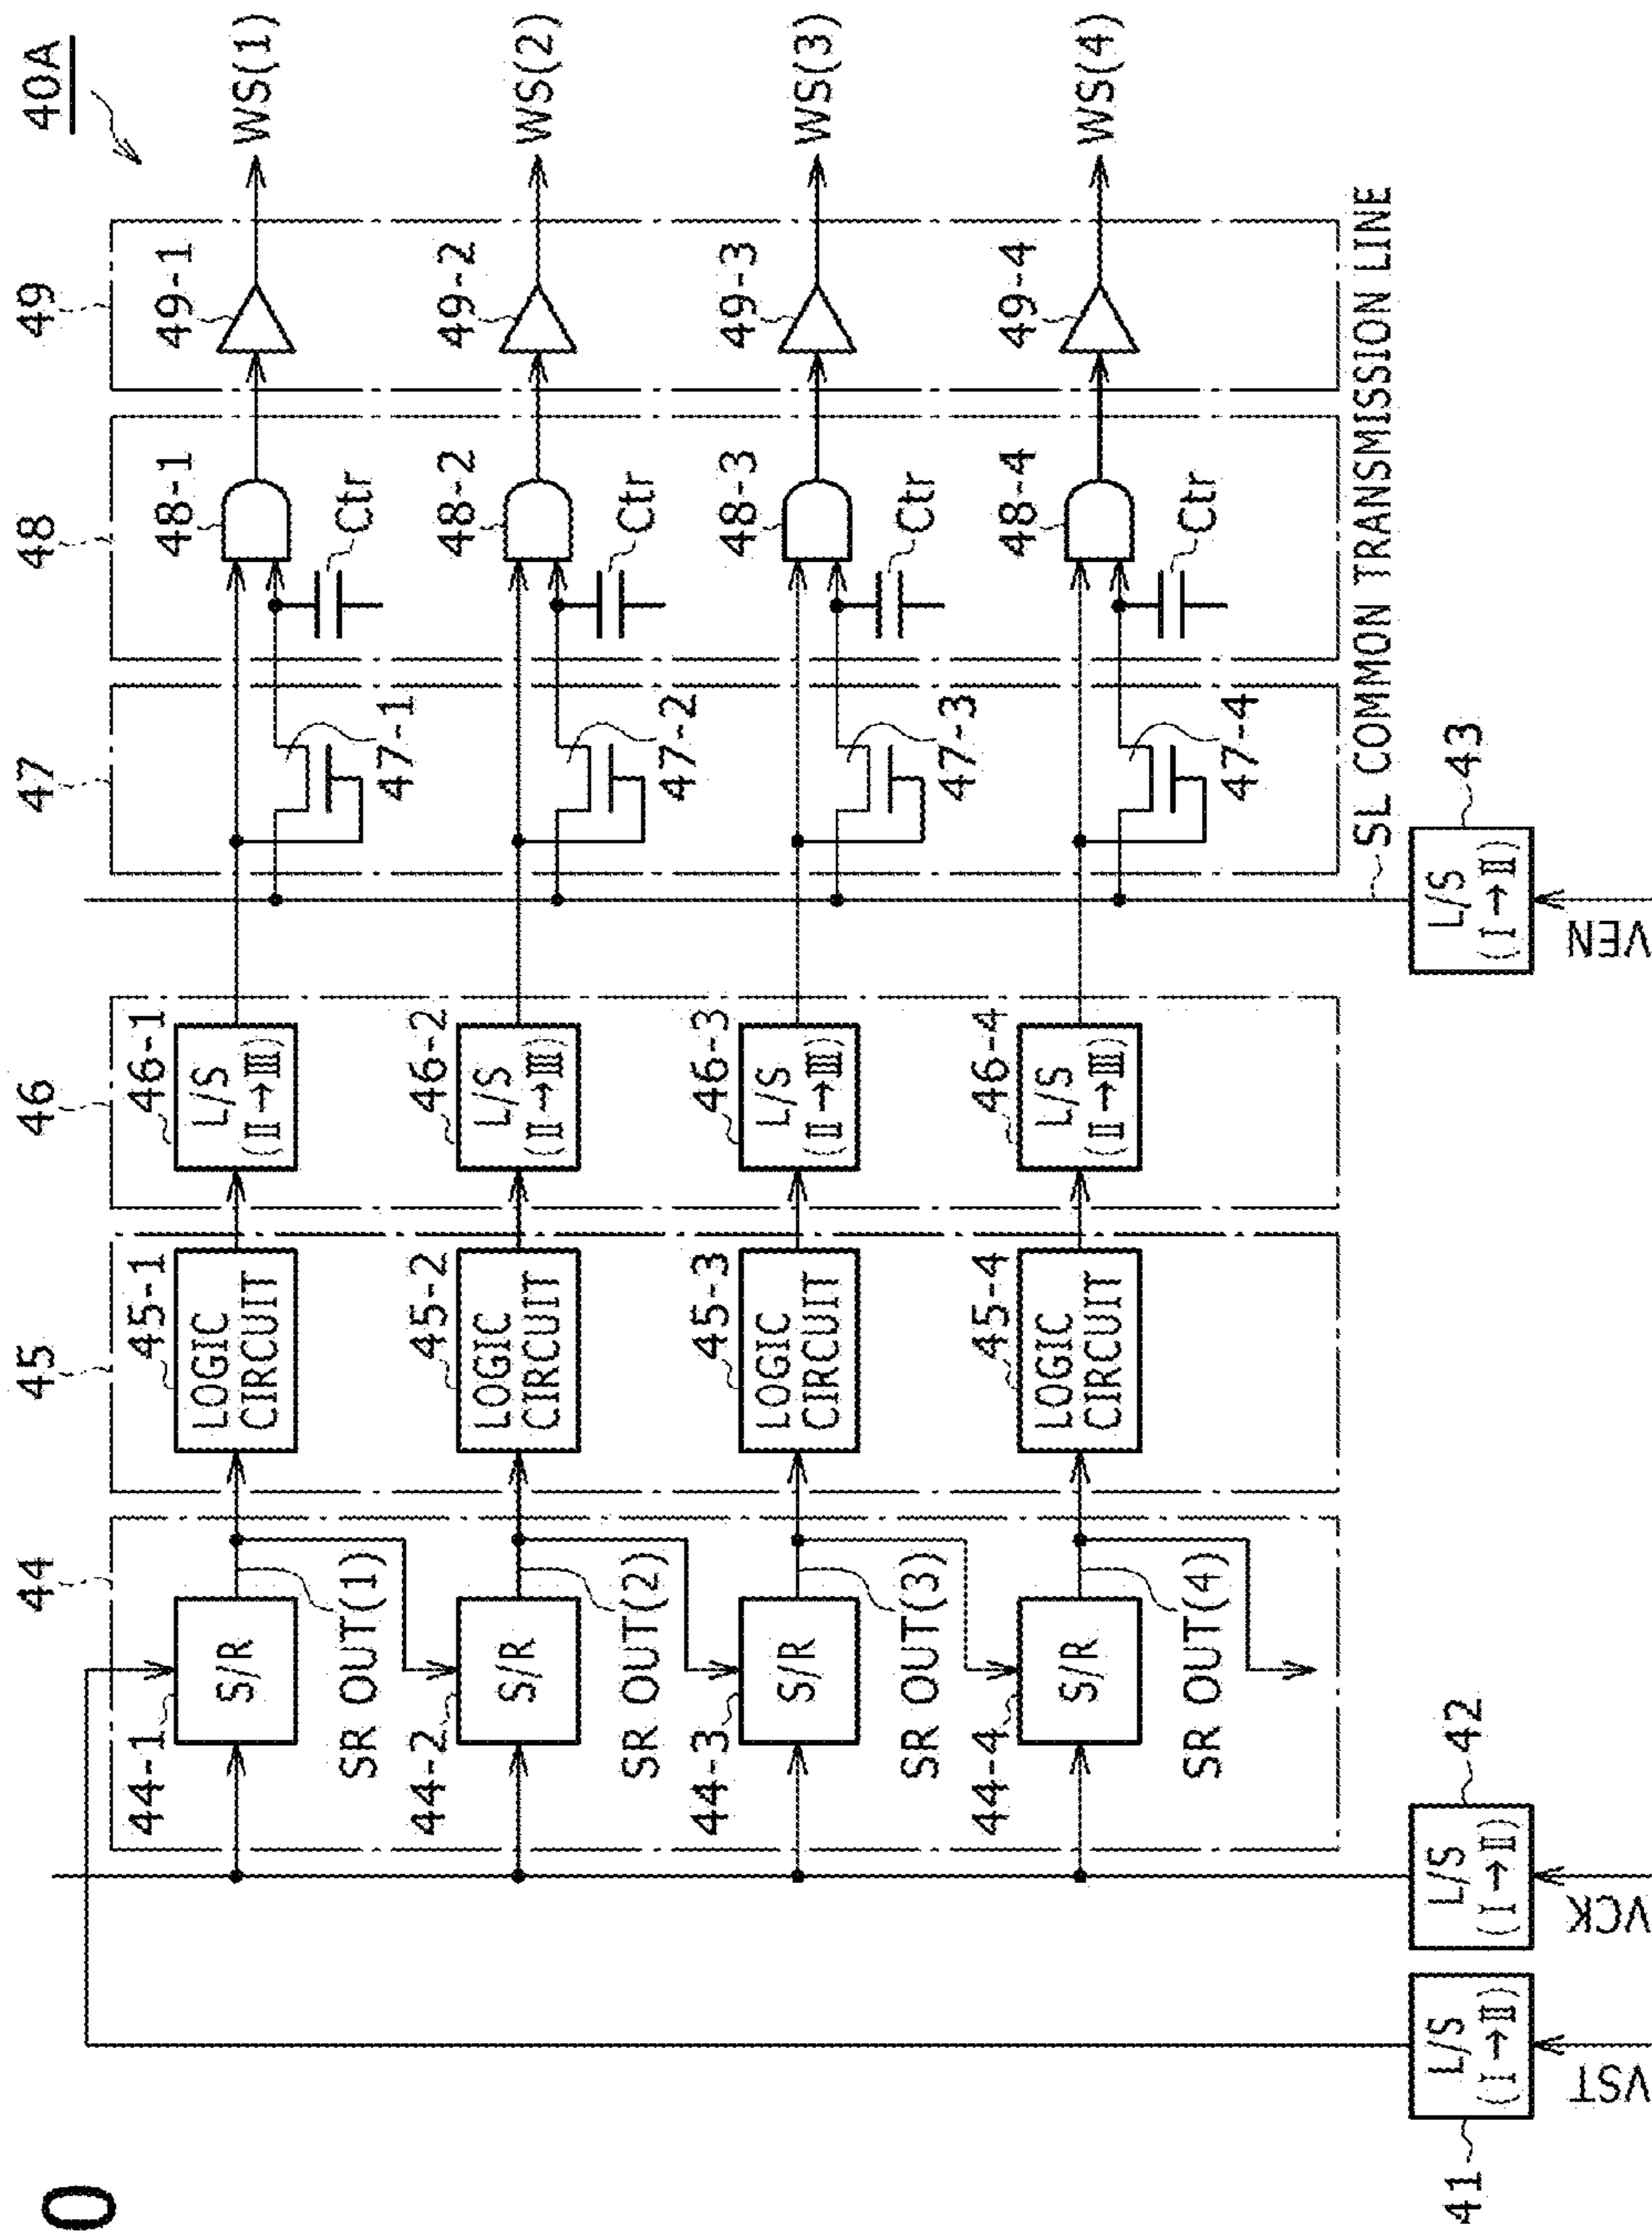 0
40A
44
45
46
47
48
49
44-1
S/R
SR OUT(1)
45-1
LOGIC
CIRCUIT
46-1
L/S
(II→III)
47-1
48-1
Ctr
49-1
WS(1)
44-2
S/R
SR OUT(2)
45-2
LOGIC
CIRCUIT
46-2
L/S
(II→III)
47-2
48-2
Ctr
49-2
WS(2)
44-3
S/R
SR OUT(3)
45-3
LOGIC
CIRCUIT
46-3
L/S
(II→III)
47-3
48-3
Ctr
49-3
WS(3)
44-4
S/R
SR OUT(4)
45-4
LOGIC
CIRCUIT
46-4
L/S
(II→III)
47-4
48-4
Ctr
49-4
WS(4)
SL COMMON TRANSMISSION LINE
41
L/S
(I→II)
VST
42
L/S
(I→II)
VCK
43
L/S
(I→III)
VEN